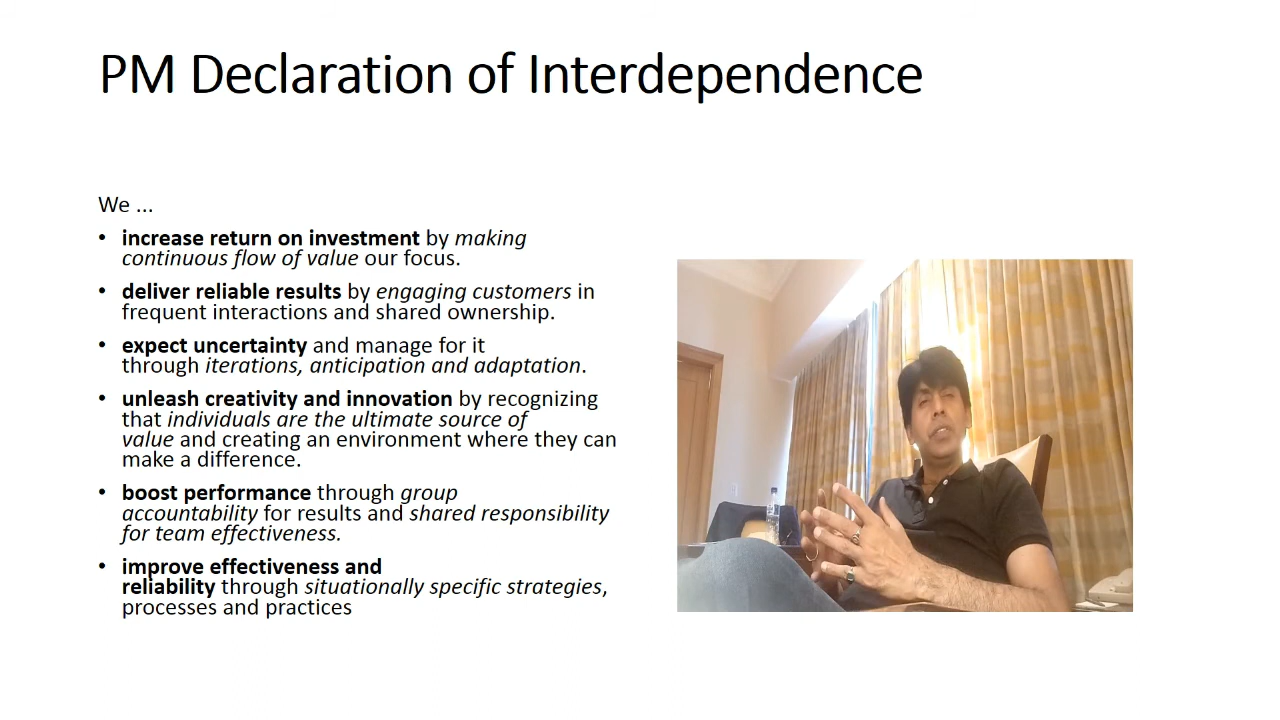 PM Declaration of Interdependence
We ...
• increase return on investment by making
continuous flow of value our focus.
• deliver reliable results by engaging customers in
frequent interactions and shared ownership.
• expect uncertainty and manage for it
through iterations, anticipation and adaptation.
• unleash creativity and innovation by recognizing
that individuals are the ultimate source of
value and creating an environment where they can
make a difference.
• boost performance through group
accountability for results and shared responsibility
for team effectiveness.
• improve effectiveness and
reliability through situationally specific strategies,
processes and practices